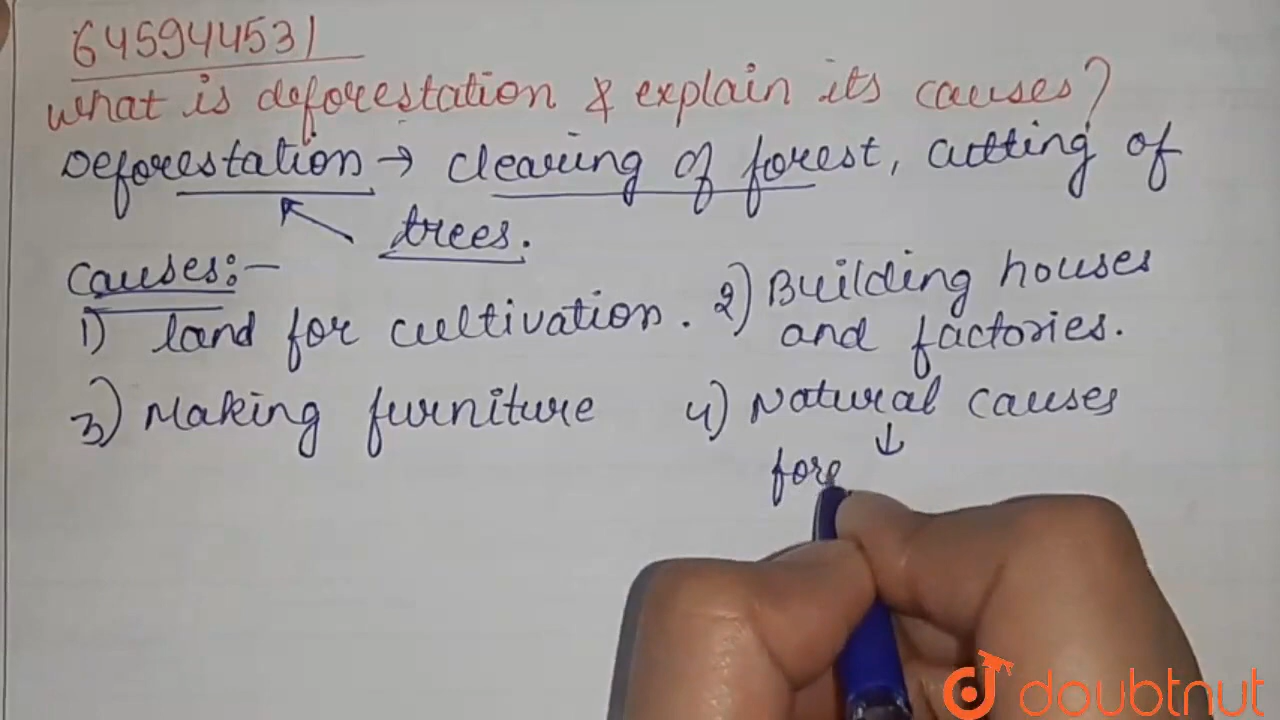 645944531
What is deforestation & explain its causes?
Deforestation → clearing of forest, cutting of
trees.
Causes:-
1) land for cultivation.
2) Building houses
and factories.
3) Making furniture
4) Natural causes
↓
fore
doubtnut